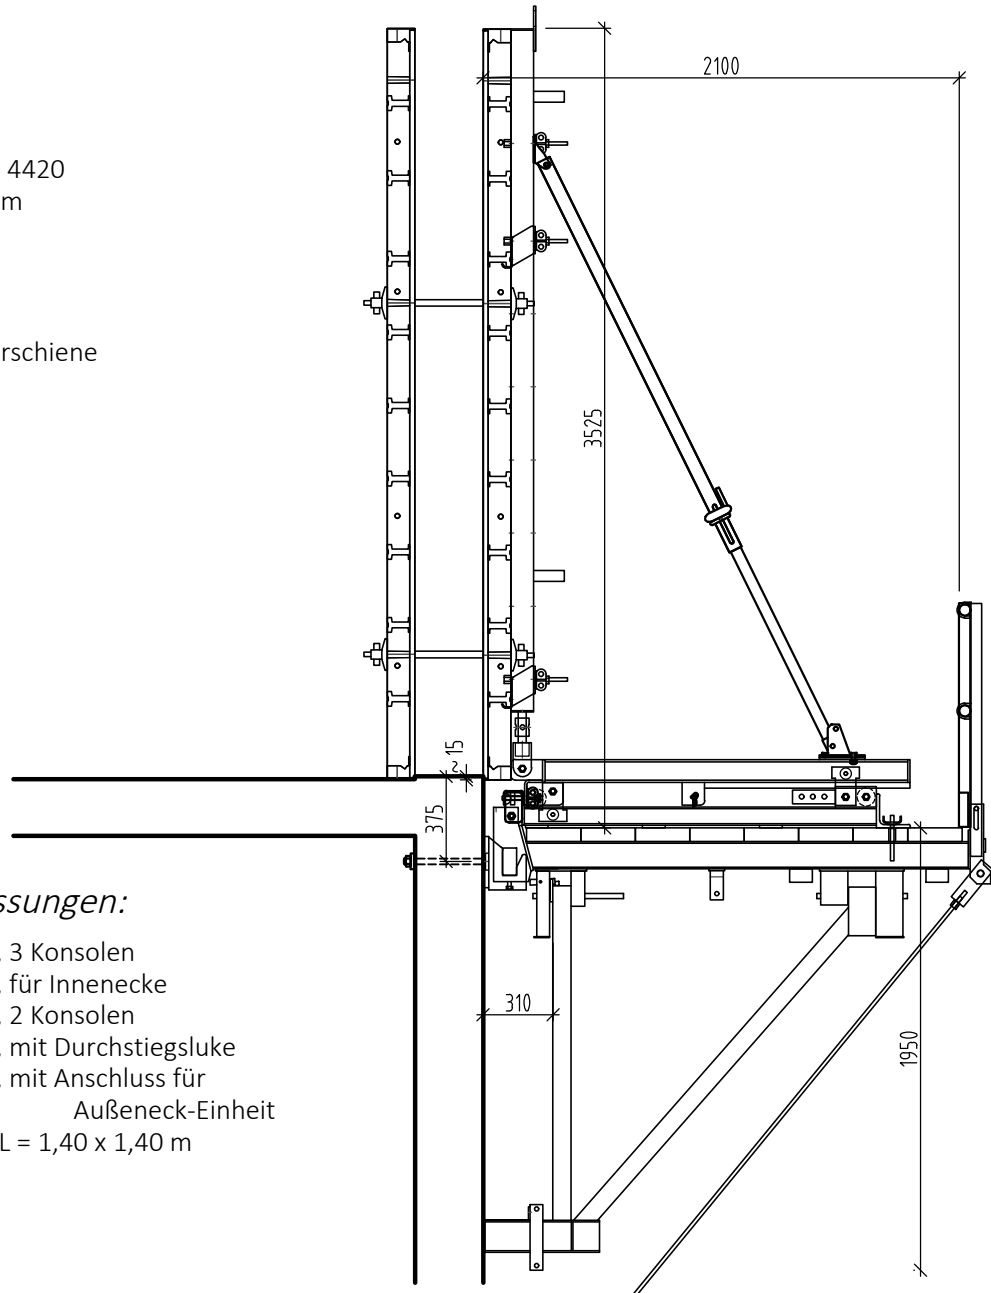 2100
4420
m
rschiene
3525
~15
375
ssungen:
, 3 Konsolen
, für Innenecke
, 2 Konsolen
, mit Durchstiegsluke
, mit Anschluss für
Außeneck-Einheit
L = 1,40 x 1,40 m
310
1950